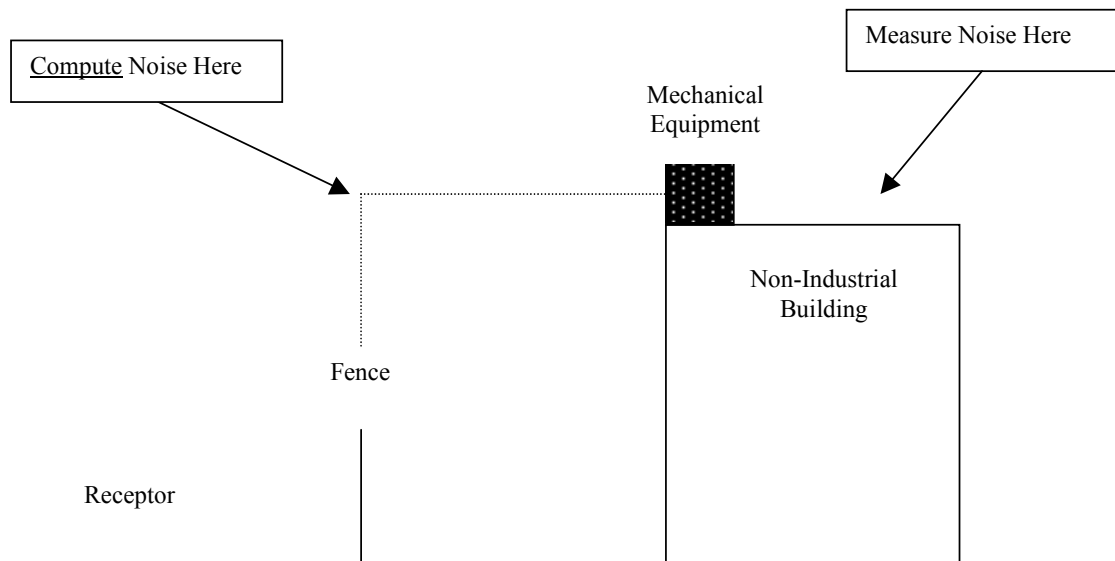 Measure Noise Here
Compute Noise Here
Mechanical
Equipment
Non-Industrial
Building
Fence
Receptor